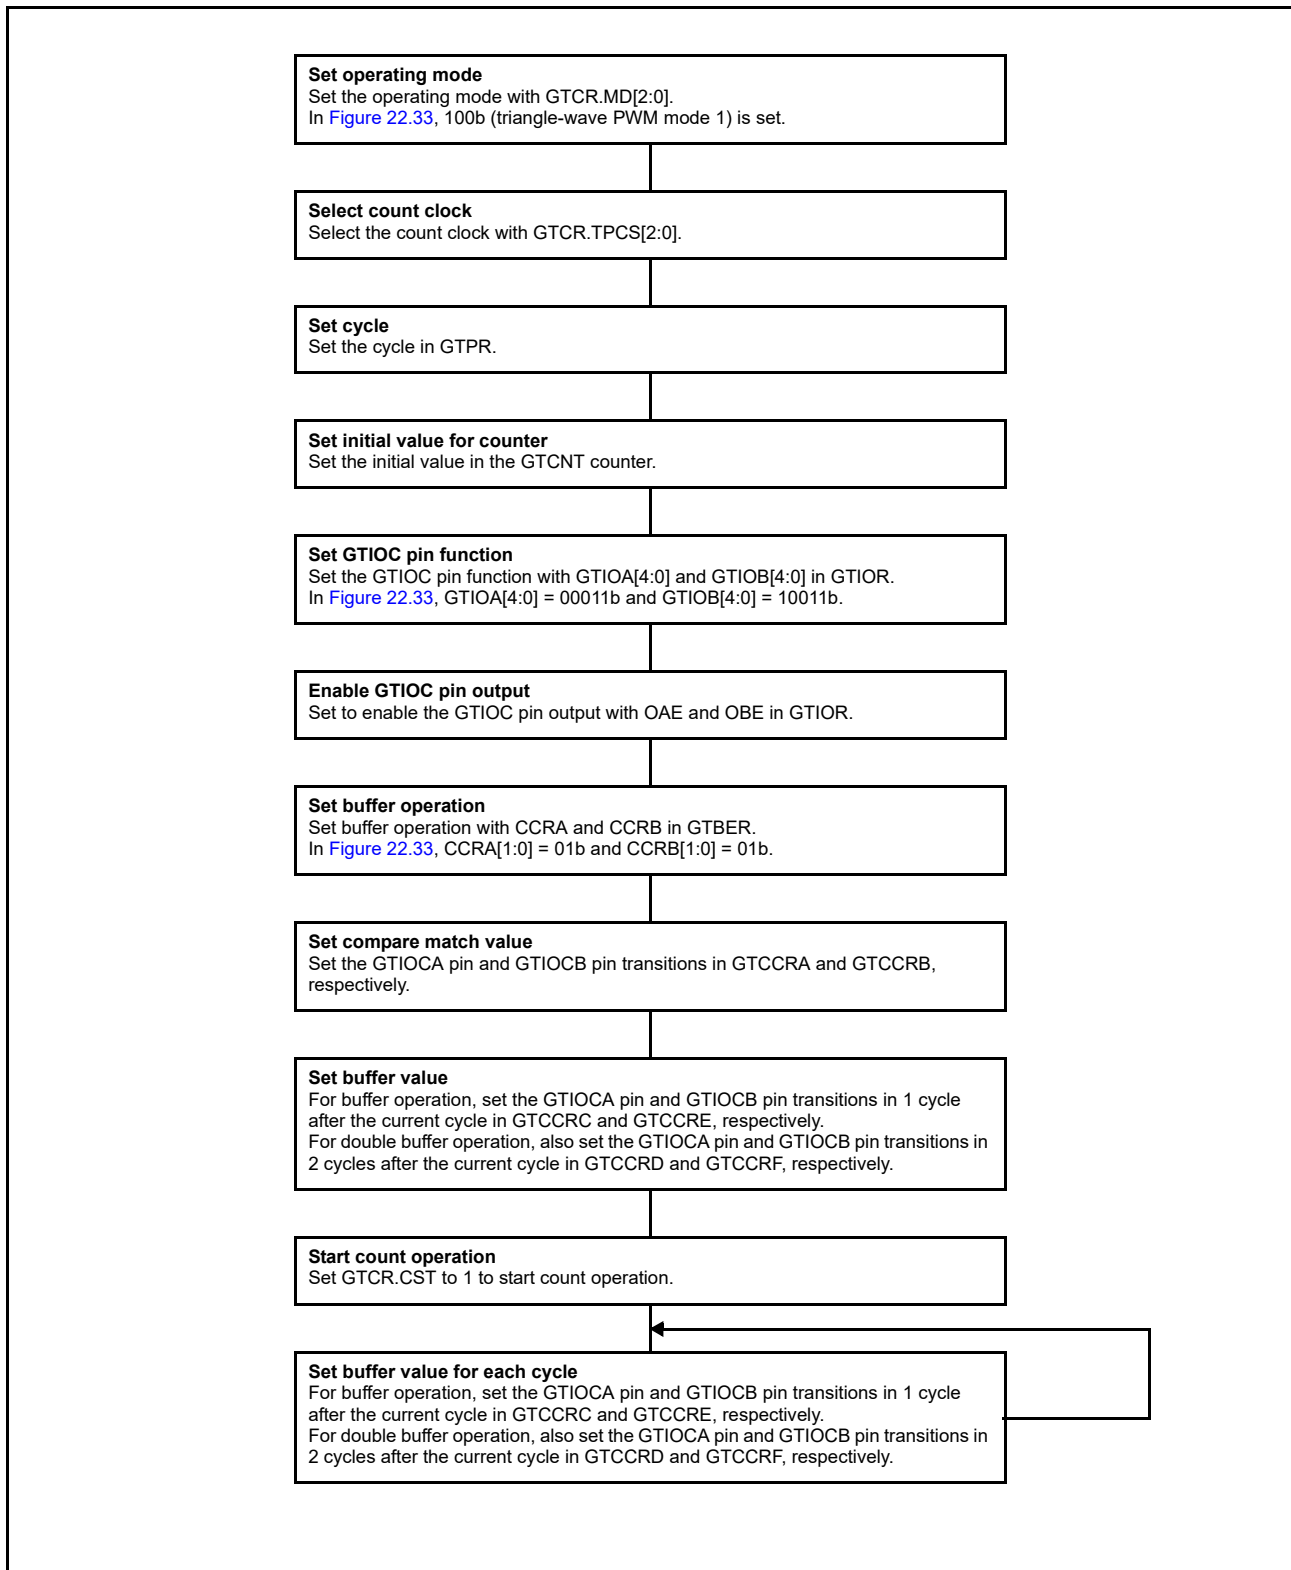 Set operating mode
Set the operating mode with GTCR.MD[2:0].
In Figure 22.33, 100b (triangle-wave PWM mode 1) is set.
Select count clock
Select the count clock with GTCR.TPCS[2:0].
Set cycle
Set the cycle in GTPR.
Set initial value for counter
Set the initial value in the GTCNT counter.
Set GTIOC pin function
Set the GTIOC pin function with GTIOA[4:0] and GTIOB[4:0] in GTIOR.
In Figure 22.33, GTIOA[4:0] = 00011b and GTIOB[4:0] = 10011b.
Enable GTIOC pin output
Set to enable the GTIOC pin output with OAE and OBE in GTIOR.
Set buffer operation
Set buffer operation with CCRA and CCRB in GTBER.
In Figure 22.33, CCRA[1:0] = 01b and CCRB[1:0] = 01b.
Set compare match value
Set the GTIOCA pin and GTIOCB pin transitions in GTCCRA and GTCCRB,
respectively.
Set buffer value
For buffer operation, set the GTIOCA pin and GTIOCB pin transitions in 1 cycle
after the current cycle in GTCCRC and GTCCRE, respectively.
For double buffer operation, also set the GTIOCA pin and GTIOCB pin transitions in
2 cycles after the current cycle in GTCCRD and GTCCRF, respectively.
Start count operation
Set GTCR.CST to 1 to start count operation.
Set buffer value for each cycle
For buffer operation, set the GTIOCA pin and GTIOCB pin transitions in 1 cycle
after the current cycle in GTCCRC and GTCCRE, respectively.
For double buffer operation, also set the GTIOCA pin and GTIOCB pin transitions in
2 cycles after the current cycle in GTCCRD and GTCCRF, respectively.